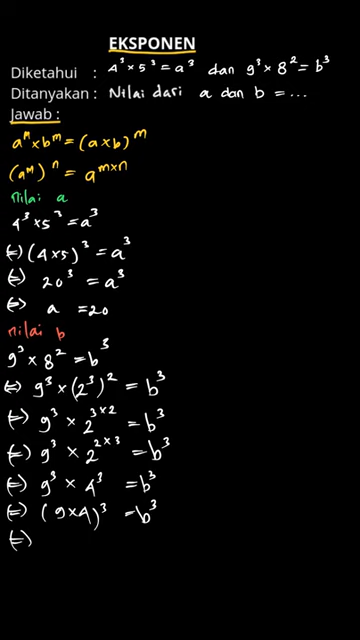 EKSPONEN
Diketahui : 4³ × 5³ = a³ dan 9³ × 8² = b³
Ditanyakan : Nilai dari a dan b = ...
Jawab :
aᵐ × bᵐ = (a × b)ᵐ
(aᵐ)ⁿ = aᵐˣⁿ
nilai a
4³ × 5³ = a³
(=) (4 × 5)³ = a³
(=) 20³ = a³
(=) a = 20
nilai b
9³ × 8² = b³
(=) 9³ × (2³)² = b³
(=) 9³ × 2³ˣ² = b³
(=) 9³ × 2²ˣ³ = b³
(=) 9³ × 4³ = b³
(=) (9 × 4)³ = b³
(=)